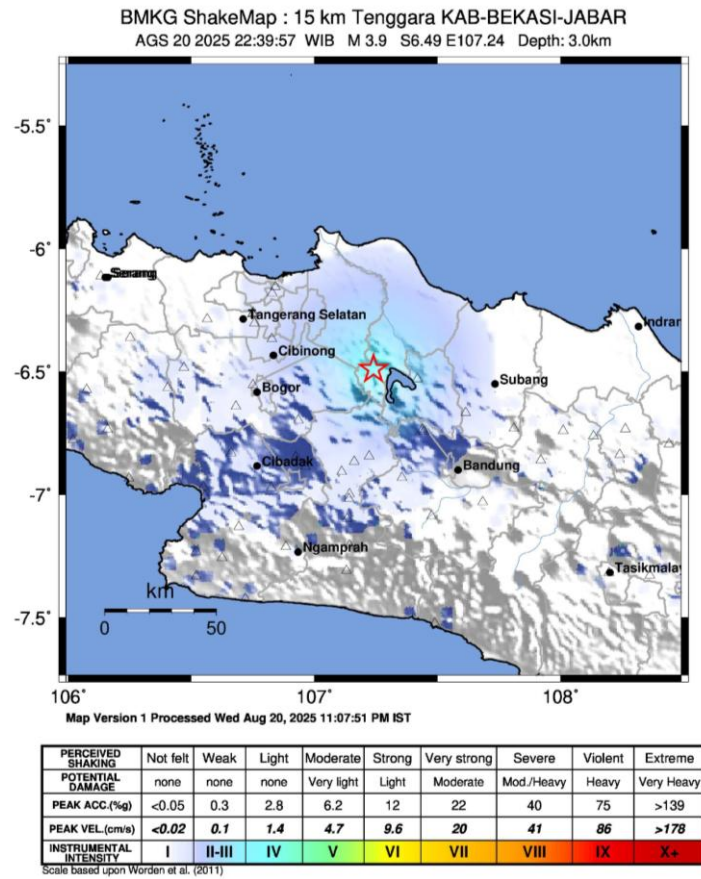 BMKG ShakeMap : 15 km Tenggara KAB-BEKASI-JABAR
AGS 20 2025 22:39:57 WIB M 3.9 S6.49 E107.24 Depth: 3.0km
-5.5°
-6°
Serang
Tangerang Selatan
Indram
Cibinong
-6.5°
Subang
Bogor
Cibadak
Bandung
-7°
Ngamprah
Tasikmalay
km
0 50
-7.5°
106° 107° 108°
Map Version 1 Processed Wed Aug 20, 2025 11:07:51 PM IST
PERCEIVED SHAKING Not felt Weak Light Moderate Strong Very strong Severe Violent Extreme
POTENTIAL DAMAGE none none none Very light Light Moderate Mod./Heavy Heavy Very Heavy
PEAK ACC.(%g) <0.05 0.3 2.8 6.2 12 22 40 75 >139
PEAK VEL.(cm/s) <0.02 0.1 1.4 4.7 9.6 20 41 86 >178
INSTRUMENTAL INTENSITY I II-III IV V VI VII VIII IX X+
Scale based upon Worden et al. (2011)